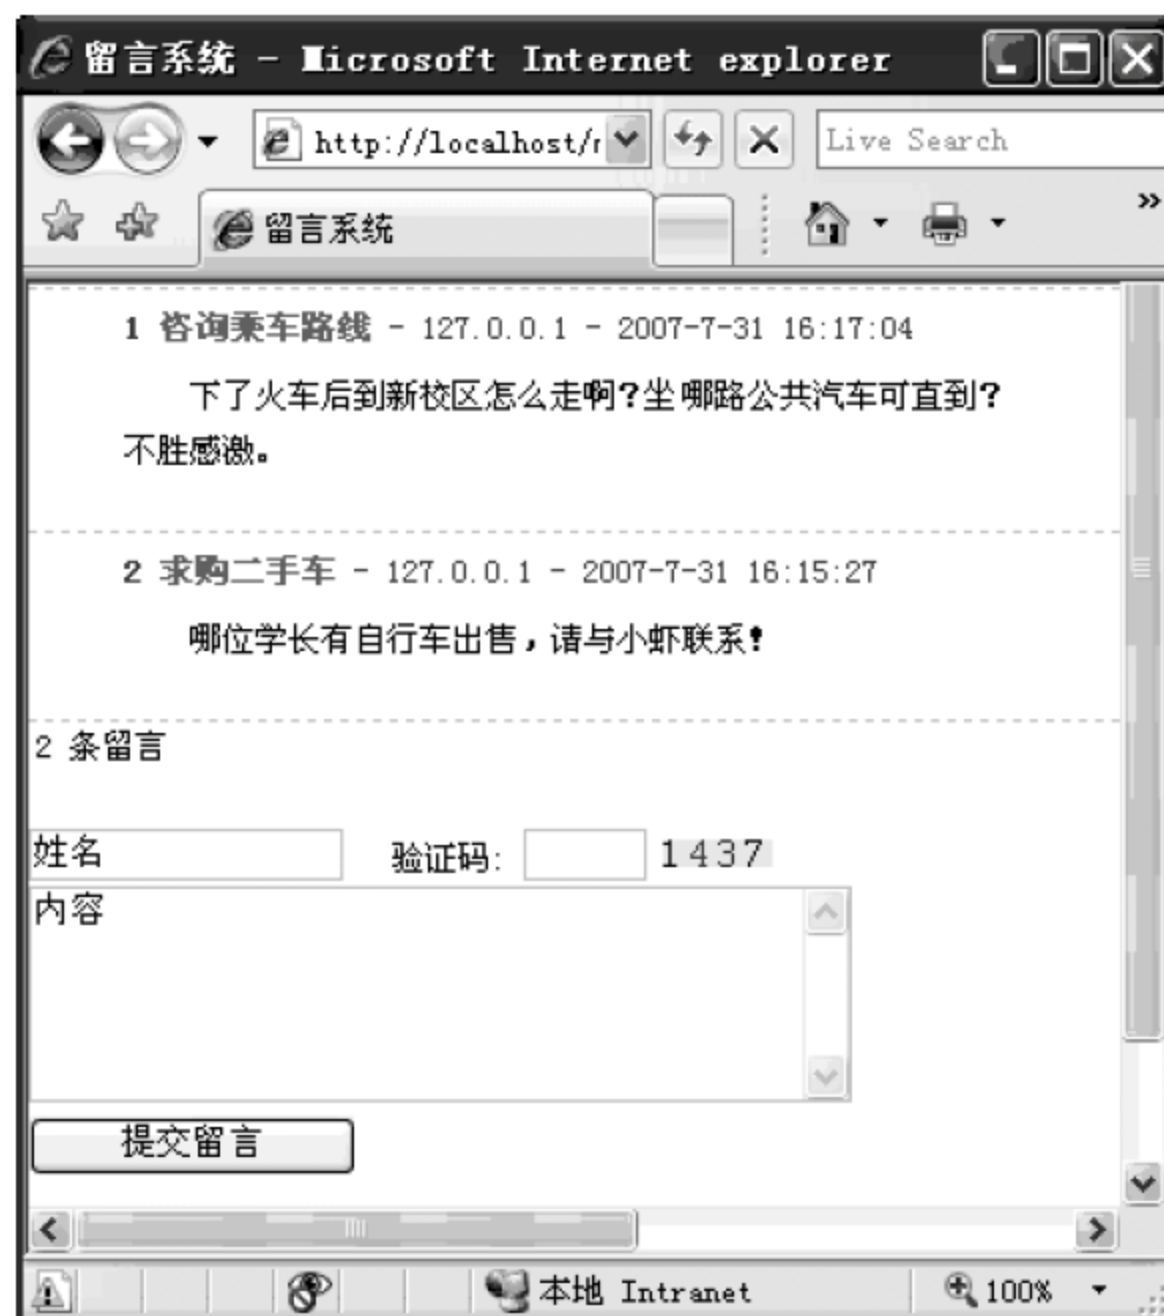 留言系统 - Microsoft Internet explorer
http://localhost/r
Live Search
留言系统
1 咨询乘车路线 - 127.0.0.1 - 2007-7-31 16:17:04
下了火车后到新校区怎么走啊?坐哪路公共汽车可直到?
不胜感激。
2 求购二手车 - 127.0.0.1 - 2007-7-31 16:15:27
哪位学长有自行车出售,请与小虾联系!
2 条留言
姓名 验证码: 1437
内容
提交留言
本地 Intranet 100%